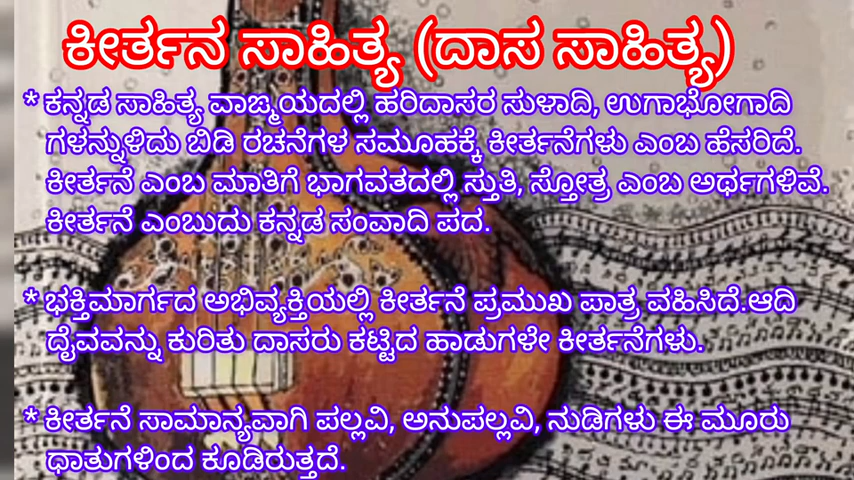 ಕೀರ್ತನ ಸಾಹಿತ್ಯ (ದಾಸ ಸಾಹಿತ್ಯ)
* ಕನ್ನಡ ಸಾಹಿತ್ಯ ವಾಙ್ಮಯದಲ್ಲಿ ಹರಿದಾಸರ ಸುಳಾದಿ, ಉಗಾಭೋಗಾದಿ
ಗಳನ್ನುಳಿದು ಬಿಡಿ ರಚನೆಗಳ ಸಮೂಹಕ್ಕೆ ಕೀರ್ತನೆಗಳು ಎಂಬ ಹೆಸರಿದೆ.
ಕೀರ್ತನೆ ಎಂಬ ಮಾತಿಗೆ ಭಾಗವತದಲ್ಲಿ ಸ್ತುತಿ, ಸ್ತೋತ್ರ ಎಂಬ ಅರ್ಥಗಳಿವೆ.
ಕೀರ್ತನೆ ಎಂಬುದು ಕನ್ನಡ ಸಂವಾದಿ ಪದ.
* ಭಕ್ತಿಮಾರ್ಗದ ಅಭಿವ್ಯಕ್ತಿಯಲ್ಲಿ ಕೀರ್ತನೆ ಪ್ರಮುಖ ಪಾತ್ರ ವಹಿಸಿದೆ.ಆದಿ
ದೈವವನ್ನು ಕುರಿತು ದಾಸರು ಕಟ್ಟಿದ ಹಾಡುಗಳೇ ಕೀರ್ತನೆಗಳು.
* ಕೀರ್ತನೆ ಸಾಮಾನ್ಯವಾಗಿ ಪಲ್ಲವಿ, ಅನುಪಲ್ಲವಿ, ನುಡಿಗಳು ಈ ಮೂರು
ಧಾತುಗಳಿಂದ ಕೂಡಿರುತ್ತದೆ.